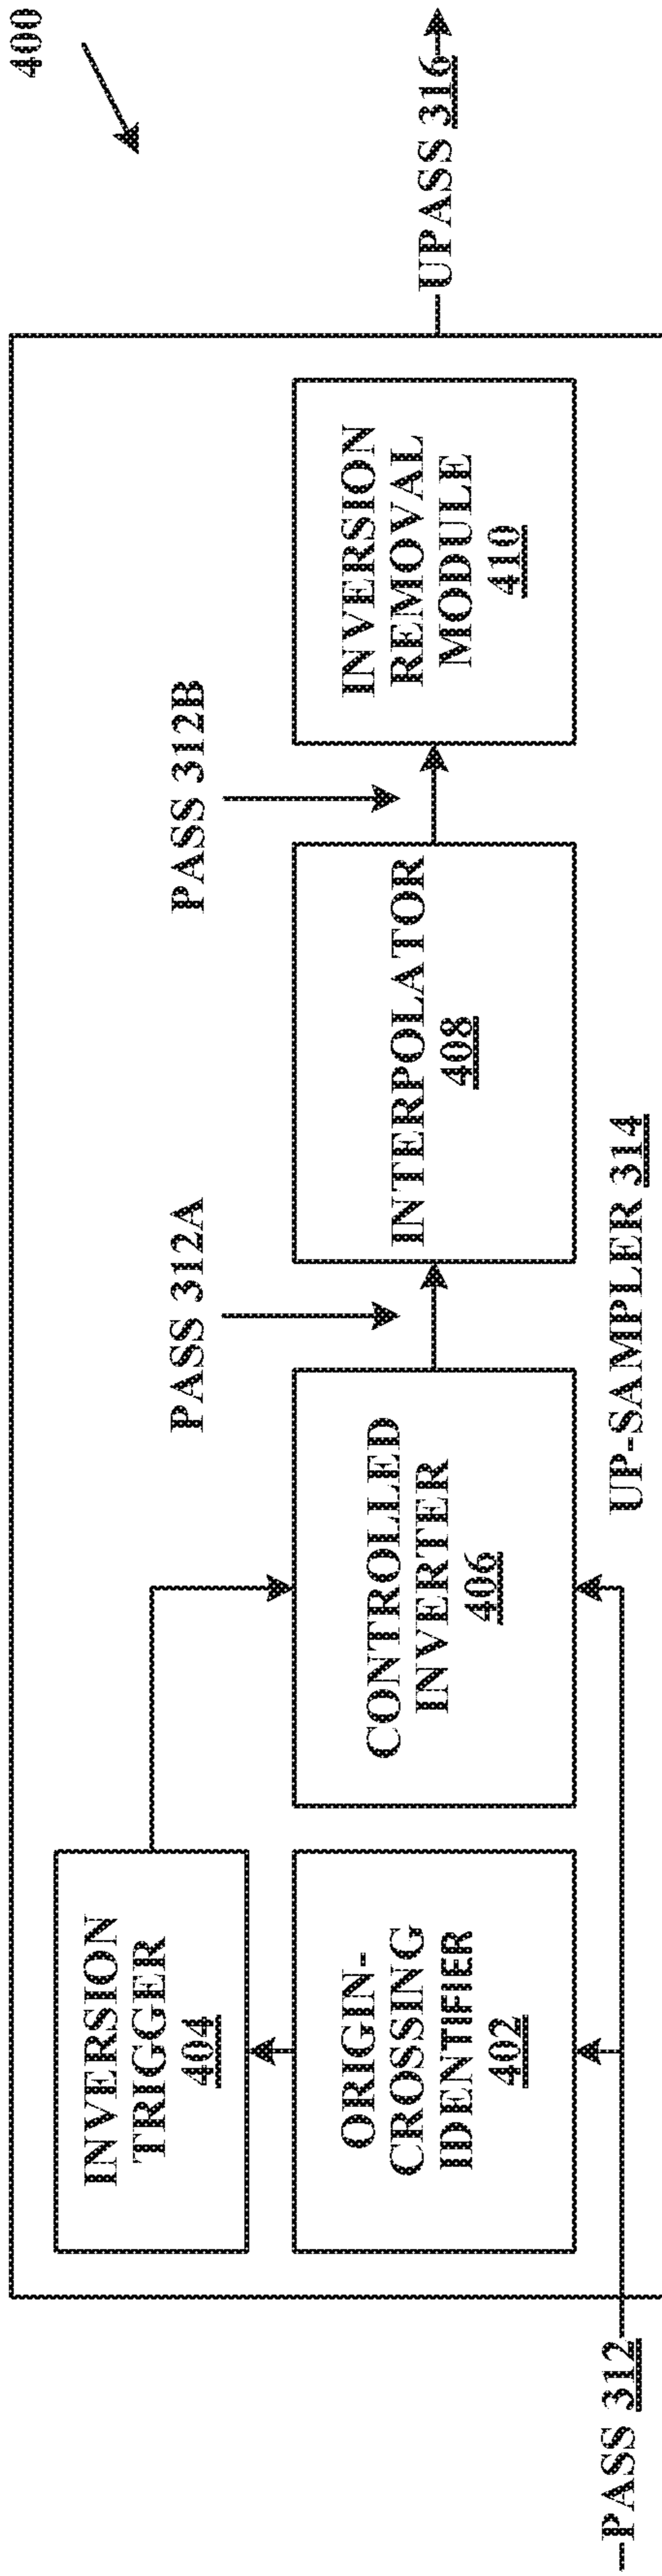 400
INVERSION
TRIGGER
404
ORIGIN-
CROSSING
IDENTIFIER
402
CONTROLLED
INVERTER
406
PASS 312A
INTERPOLATOR
408
PASS 312B
INVERSION
REMOVAL
MODULE
410
UPASS 316
PASS 312
UP-SAMPLER 314